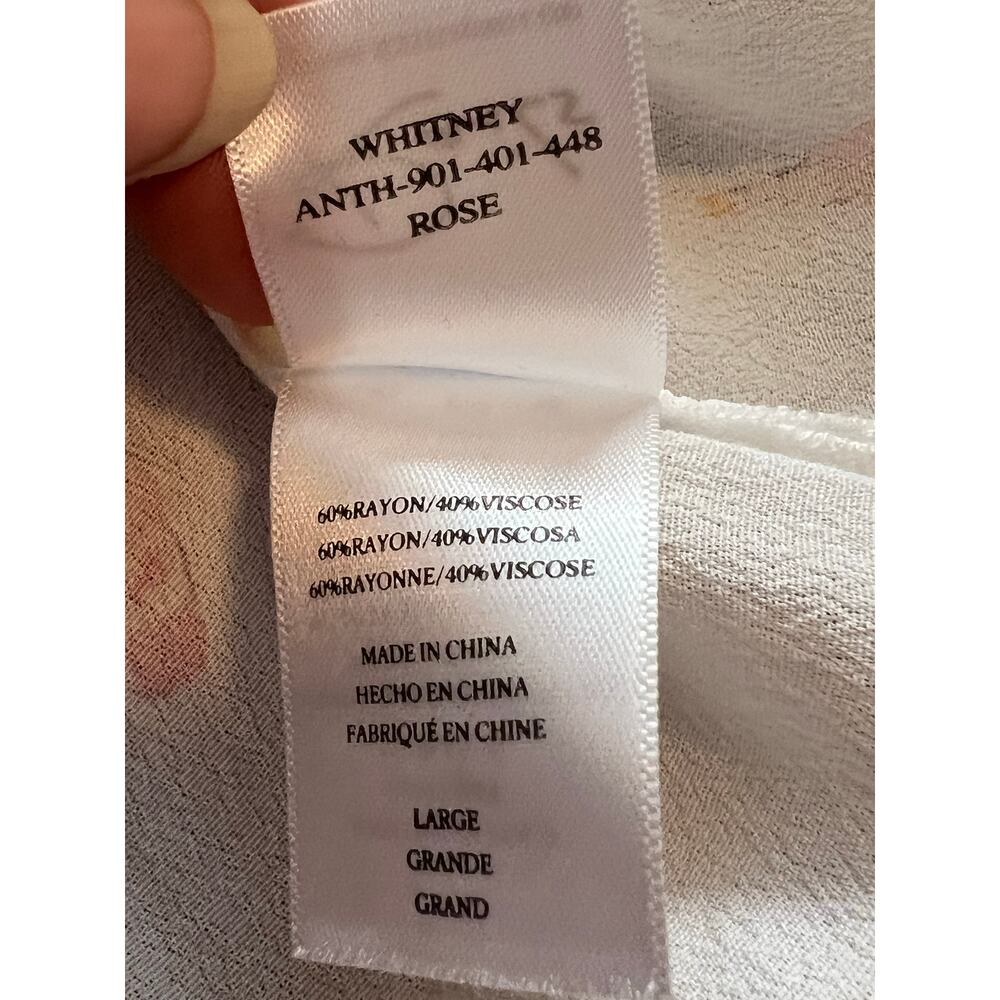 WHITNEY
ANTH-901-401-448
ROSE
60%RAYON/40%VISCOSE
60%RAYON/40%VISCOSA
60%RAYONNE/40%VISCOSE
MADE IN CHINA
HECHO EN CHINA
FABRIQUÉ EN CHINE
LARGE
GRANDE
GRAND